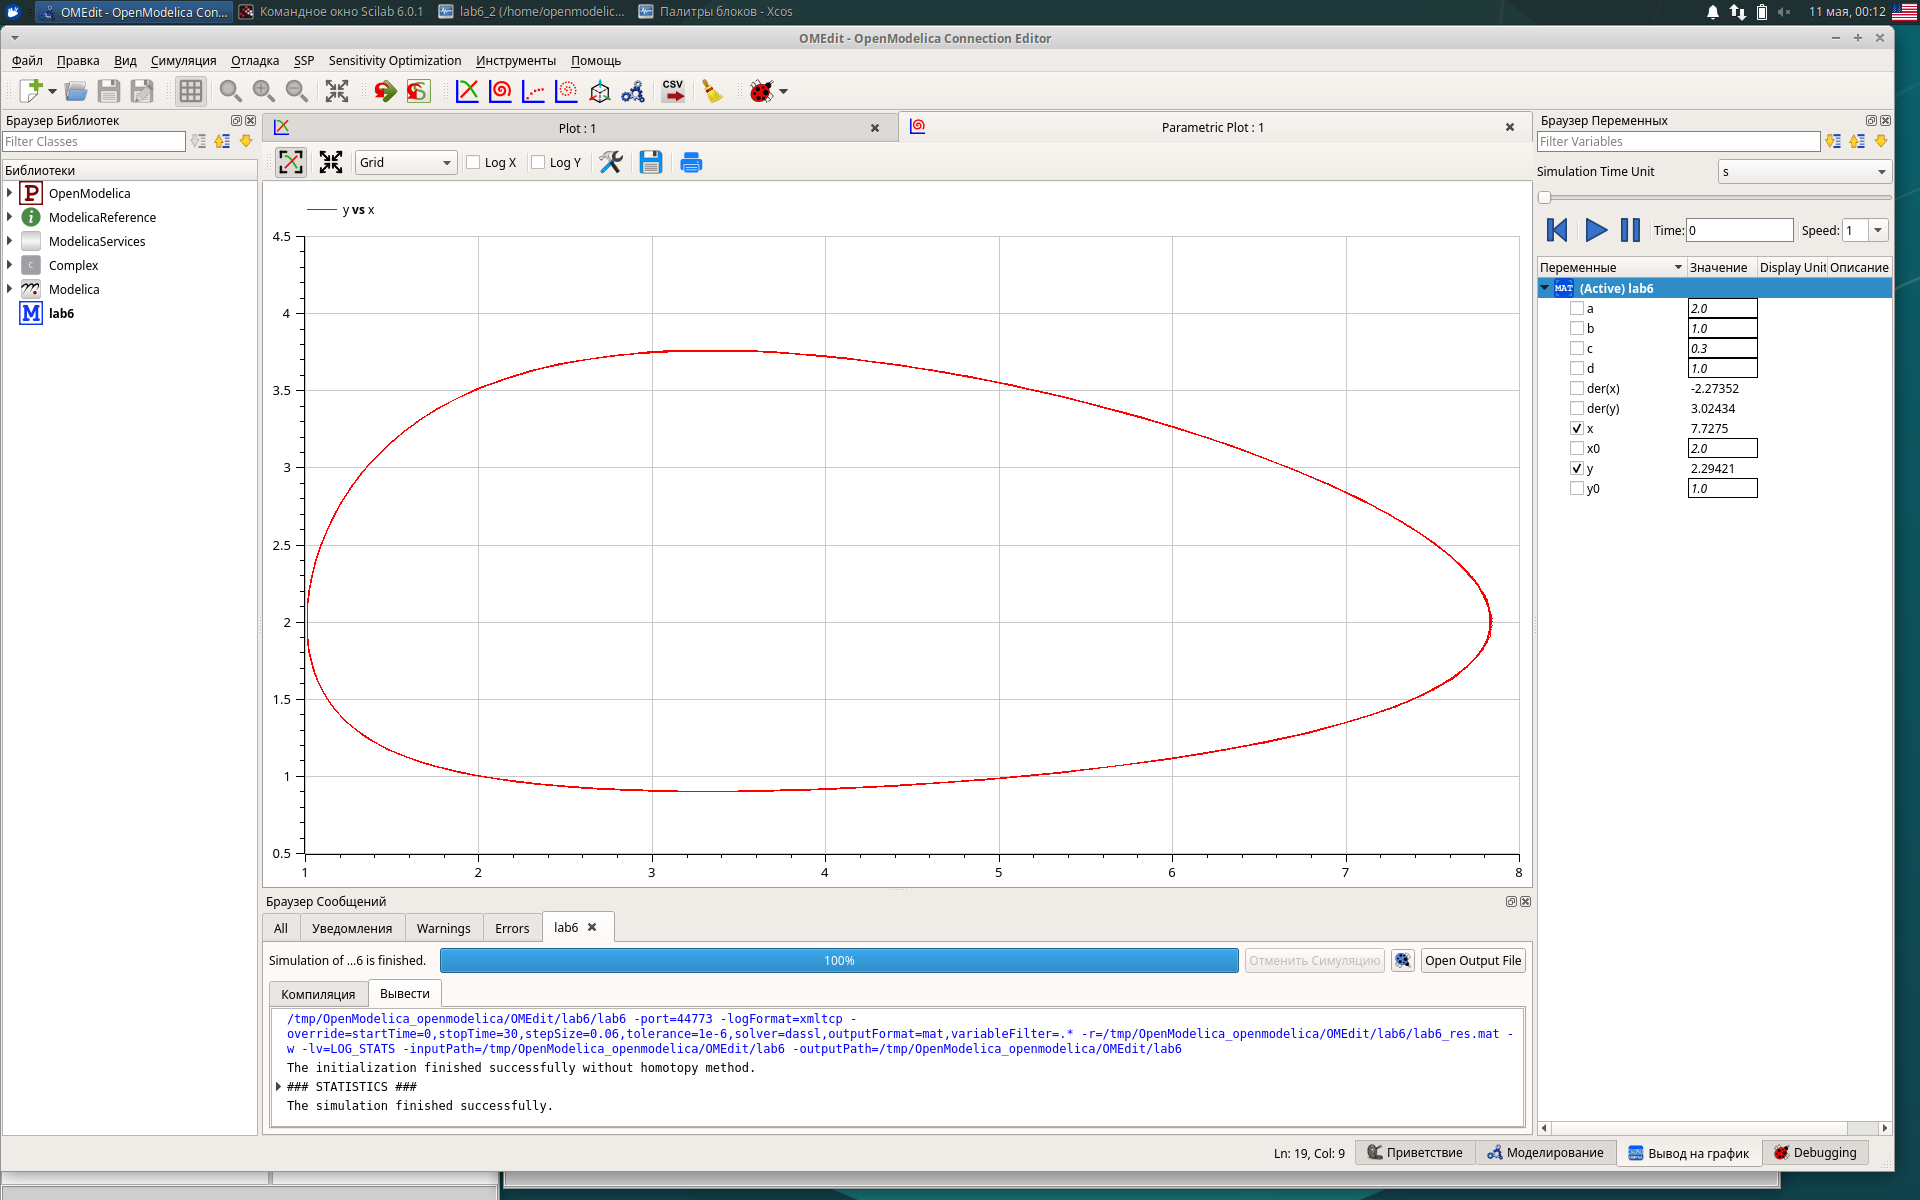 OMEdit - OpenModelica Con...
Командное окно Scilab 6.0.1
lab6_2 (/home/openmodelic...
Палитры блоков - Xcos
11 мая, 00:12
OMEdit - OpenModelica Connection Editor
Файл Правка Вид Симуляция Отладка SSP Sensitivity Optimization Инструменты Помощь
CSV
Браузер Библиотек
Filter Classes
Библиотеки
P OpenModelica
i ModelicaReference
ModelicaServices
C Complex
Modelica
M lab6
Plot : 1
Parametric Plot : 1
Grid Log X Log Y
y vs x
4.5
4
3.5
3
2.5
2
1.5
1
0.5
1 2 3 4 5 6 7 8
Браузер Сообщений
All Уведомления Warnings Errors lab6
Simulation of ...6 is finished. 100% Отменить Симуляцию Open Output File
Компиляция Вывести
/tmp/OpenModelica_openmodelica/OMEdit/lab6/lab6 -port=44773 -logFormat=xmltcp -
override=startTime=0,stopTime=30,stepSize=0.06,tolerance=1e-6,solver=dassl,outputFormat=mat,variableFilter=.* -r=/tmp/OpenModelica_openmodelica/OMEdit/lab6/lab6_res.mat -
w -lv=LOG_STATS -inputPath=/tmp/OpenModelica_openmodelica/OMEdit/lab6 -outputPath=/tmp/OpenModelica_openmodelica/OMEdit/lab6
The initialization finished successfully without homotopy method.
### STATISTICS ###
The simulation finished successfully.
Браузер Переменных
Filter Variables
Simulation Time Unit s
Time: 0 Speed: 1
Переменные Значение Display Unit Описание
MAT (Active) lab6
a 2.0
b 1.0
c 0.3
d 1.0
der(x) -2.27352
der(y) 3.02434
x 7.7275
x0 2.0
y 2.29421
y0 1.0
Ln: 19, Col: 9 Приветствие Моделирование Вывод на график Debugging